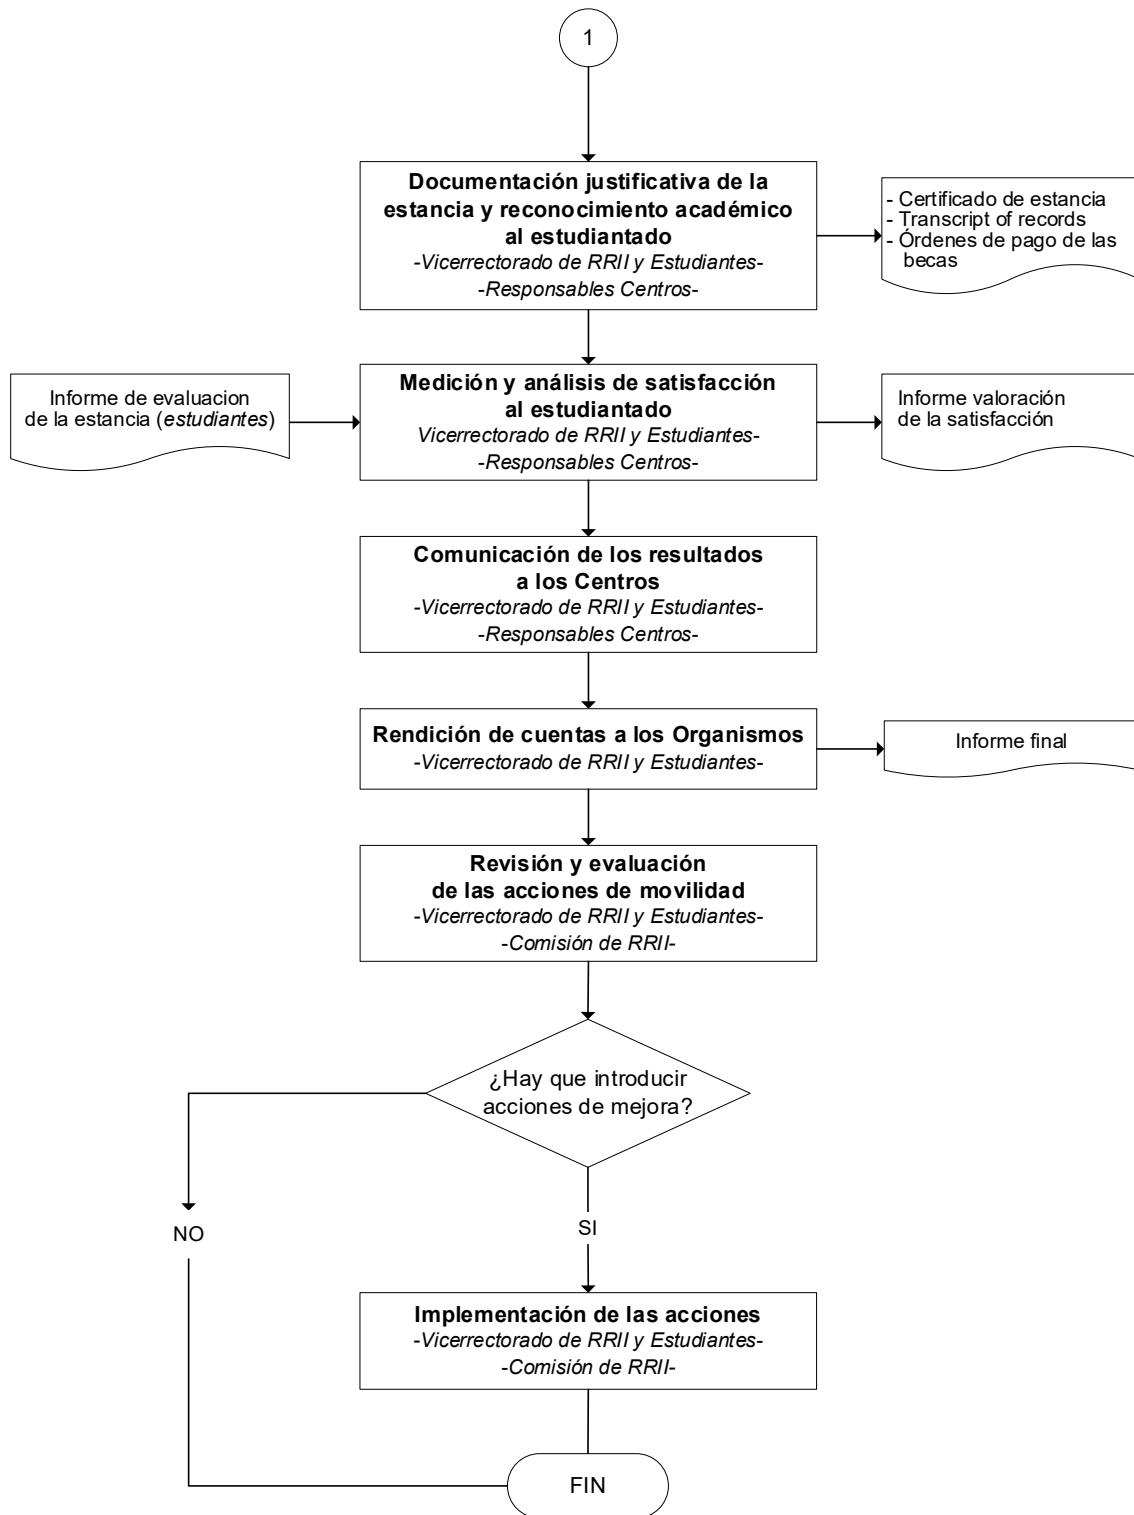 1
Documentación justificativa de la
estancia y reconocimiento académico
al estudiantado
-Vicerrectorado de RRII y Estudiantes-
-Responsables Centros-
- Certificado de estancia
- Transcript of records
- Órdenes de pago de las
becas
Informe de evaluacion
de la estancia (estudiantes)
Medición y análisis de satisfacción
al estudiantado
Vicerrectorado de RRII y Estudiantes-
-Responsables Centros-
Informe valoración
de la satisfacción
Comunicación de los resultados
a los Centros
-Vicerrectorado de RRII y Estudiantes-
-Responsables Centros-
Rendición de cuentas a los Organismos
-Vicerrectorado de RRII y Estudiantes-
Informe final
Revisión y evaluación
de las acciones de movilidad
-Vicerrectorado de RRII y Estudiantes-
-Comisión de RRII-
¿Hay que introducir
acciones de mejora?
NO
SI
Implementación de las acciones
-Vicerrectorado de RRII y Estudiantes-
-Comisión de RRII-
FIN